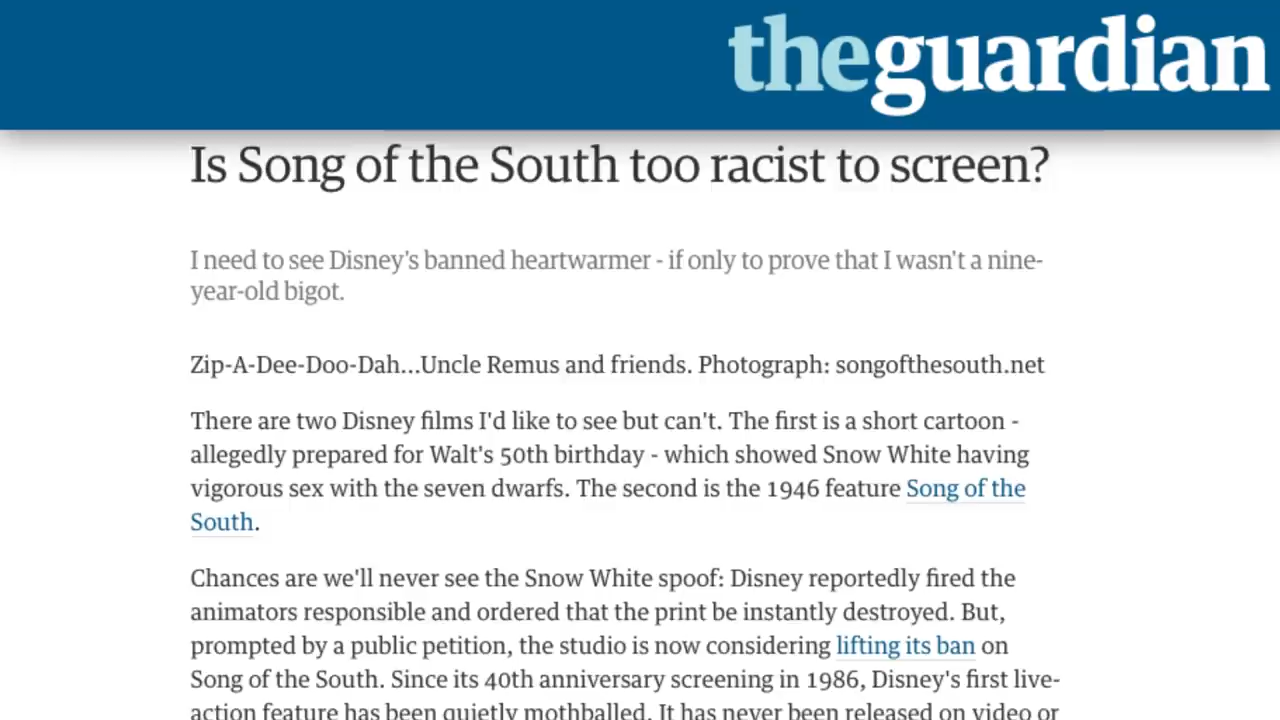 theguardian
Is Song of the South too racist to screen?
I need to see Disney's banned heartwarmer - if only to prove that I wasn't a nine-
year-old bigot.
Zip-A-Dee-Doo-Dah...Uncle Remus and friends. Photograph: songofthesouth.net
There are two Disney films I'd like to see but can't. The first is a short cartoon -
allegedly prepared for Walt's 50th birthday - which showed Snow White having
vigorous sex with the seven dwarfs. The second is the 1946 feature Song of the
South.
Chances are we'll never see the Snow White spoof: Disney reportedly fired the
animators responsible and ordered that the print be instantly destroyed. But,
prompted by a public petition, the studio is now considering lifting its ban on
Song of the South. Since its 40th anniversary screening in 1986, Disney's first live-
action feature has been quietly mothballed. It has never been released on video or